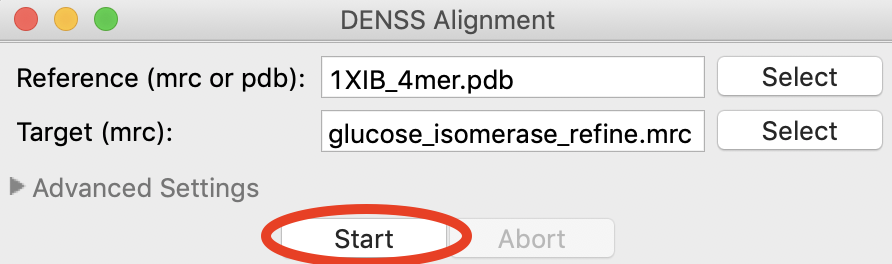 DENSS Alignment
Reference (mrc or pdb): 1XIB_4mer.pdb Select
Target (mrc): glucose_isomerase_refine.mrc Select
Advanced Settings
Start Abort